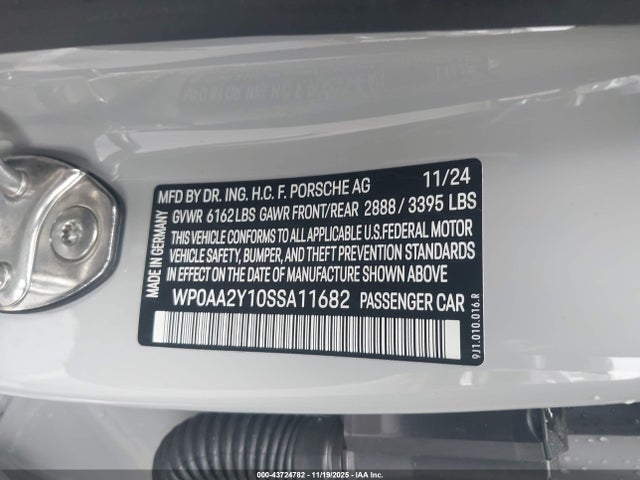 MFD BY DR. ING. H.C. F. PORSCHE AG 11/24
GVWR 6162 LBS GAWR FRONT/REAR 2888 / 3395 LBS
THIS VEHICLE CONFORMS TO ALL APPLICABLE U.S. FEDERAL MOTOR
VEHICLE SAFETY, BUMPER, AND THEFT PREVENTION STANDARDS
IN EFFECT ON THE DATE OF MANUFACTURE SHOWN ABOVE
WP0AA2Y10SSA11682 PASSENGER CAR
MADE IN GERMANY
9J1.010.016.R
000-43724782 - 11/19/2025 - IAA Inc.